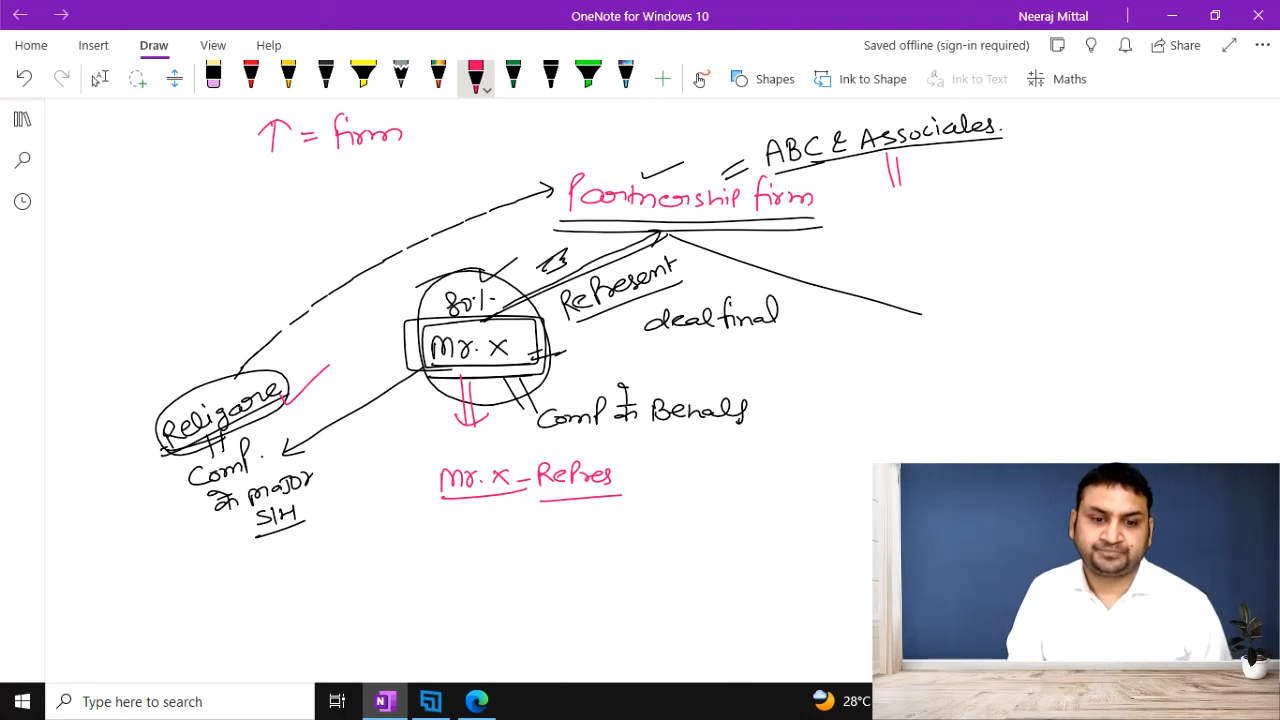 OneNote for Windows 10
Neeraj Mittal
Home Insert Draw View Help
Saved offline (sign-in required)
Share
Shapes
Ink to Shape
Ink to Text
Maths
↑ = firm
= ABC & Associates.
Partnership firm
80%
Represent
deal final
Mr. X
Religare
Comp के Behalf
Comp.
के major
S/H
Mr. X - Repres
Type here to search
28°C